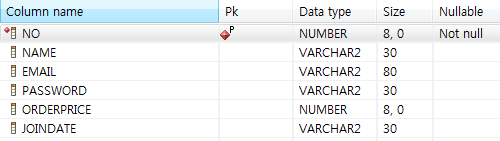 Column name Pk Data type Size Nullable
NO P NUMBER 8, 0 Not null
NAME VARCHAR2 30
EMAIL VARCHAR2 80
PASSWORD VARCHAR2 30
ORDERPRICE NUMBER 8, 0
JOINDATE VARCHAR2 30